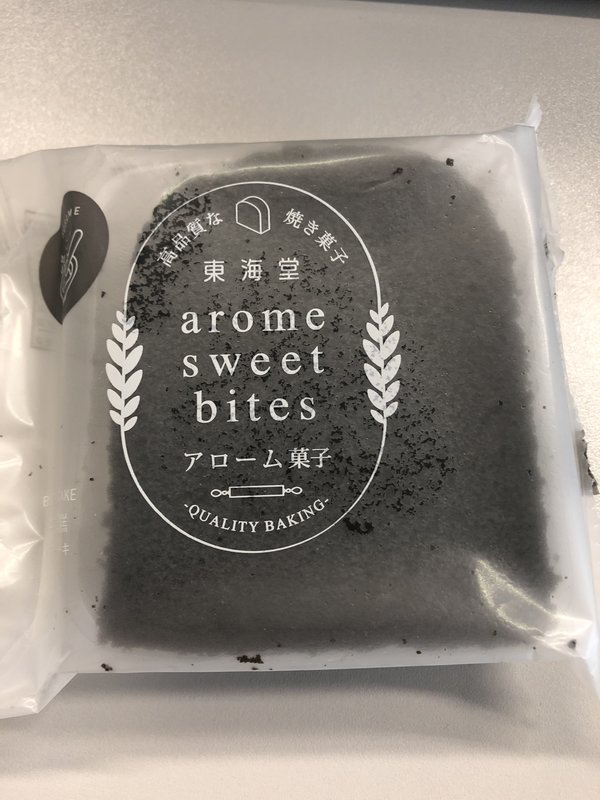 高品質な 焼き菓子
東海堂
arome
sweet
bites
アローム菓子
-QUALITY BAKING-